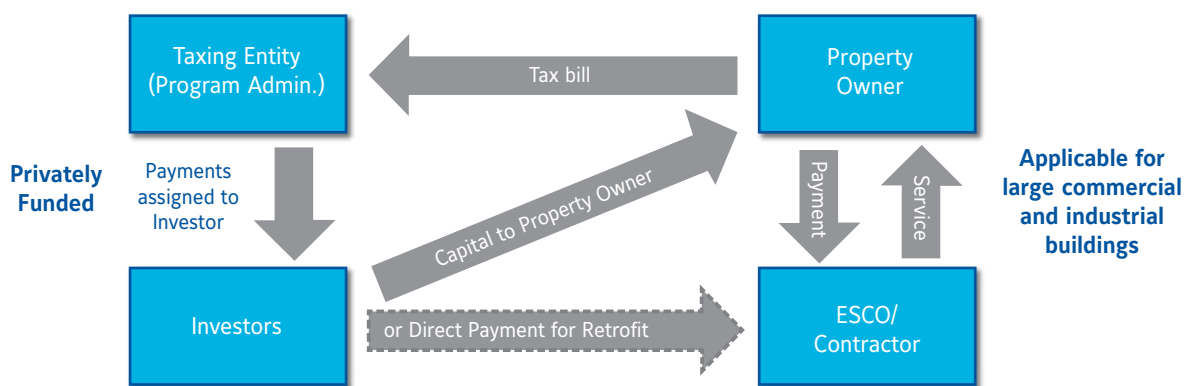 Taxing Entity
(Program Admin.)
Tax bill
Property
Owner
Privately
Funded
Payments
assigned to
Investor
Capital to Property Owner
Payment
Service
Applicable for
large commercial
and industrial
buildings
Investors
or Direct Payment for Retrofit
ESCO/
Contractor